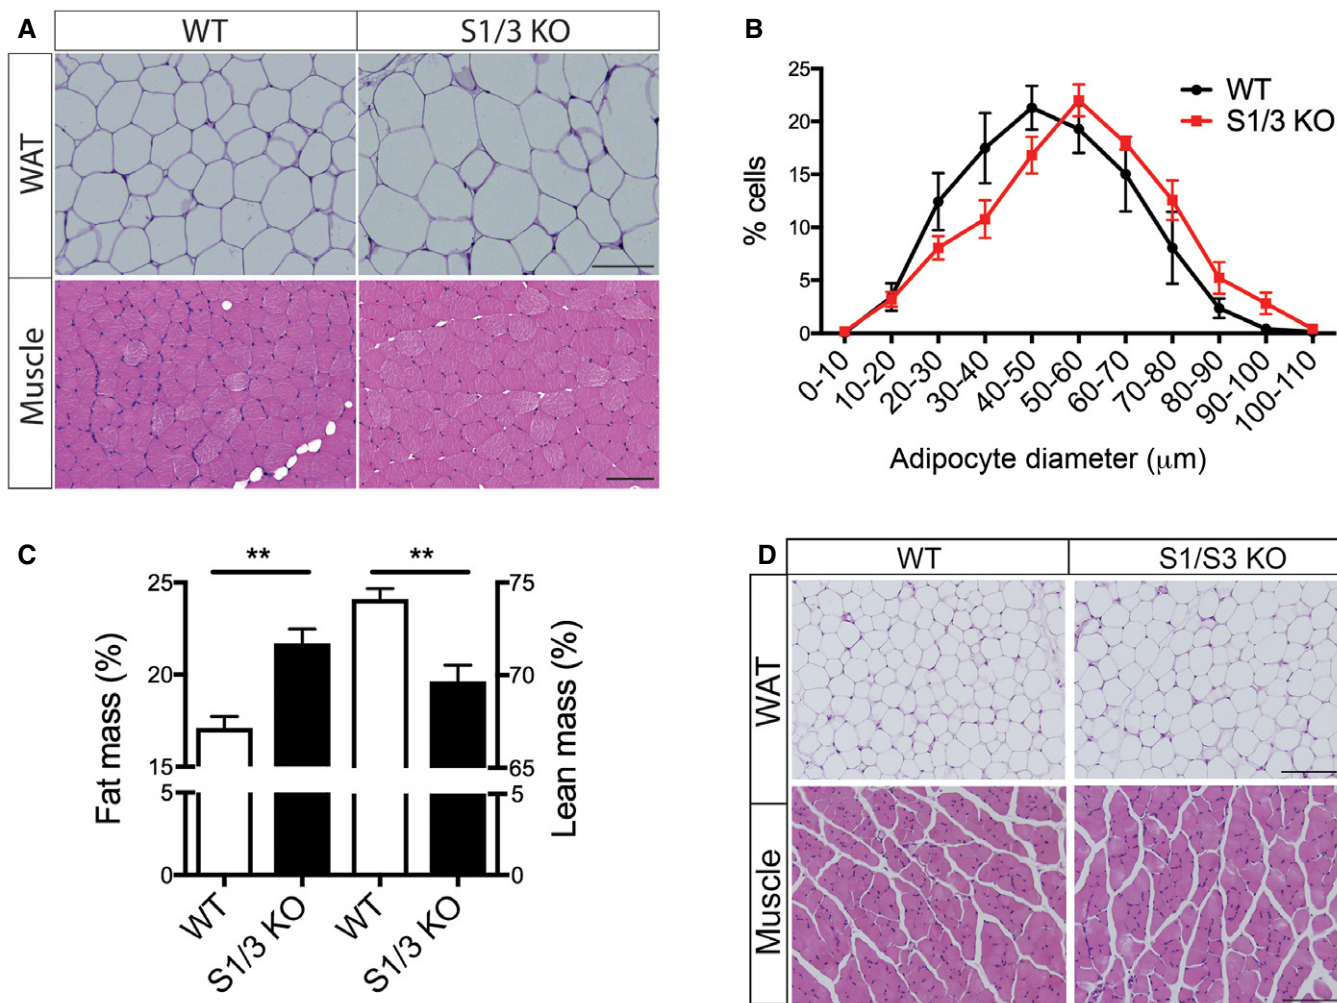 A
WT
S1/3 KO
WAT
Muscle
B
25
20
15
10
5
0
% cells
WT
S1/3 KO
0-10
10-20
20-30
30-40
40-50
50-60
60-70
70-80
80-90
90-100
100-110
Adipocyte diameter (μm)
C
**
**
25
20
15
5
0
Fat mass (%)
75
70
65
5
0
Lean mass (%)
WT
S1/3 KO
WT
S1/3 KO
D
WT
S1/S3 KO
WAT
Muscle